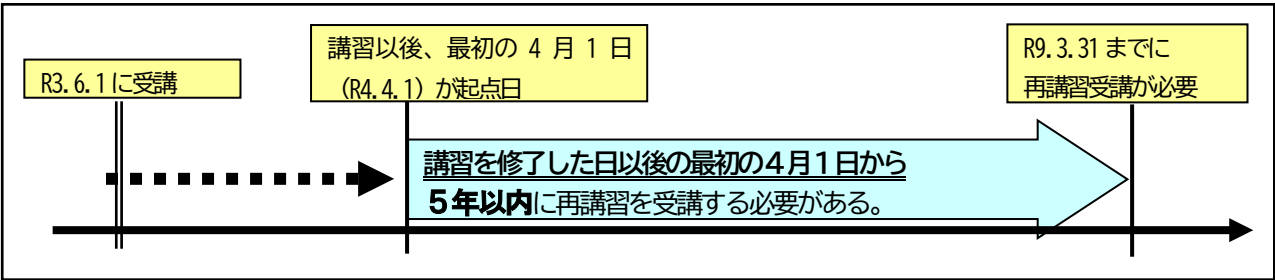 R3.6.1に受講
講習以後、最初の 4 月 1 日
（R4.4.1）が起点日
R9.3.31までに
再講習受講が必要
講習を修了した日以後の最初の４月１日から
５年以内に再講習を受講する必要がある。